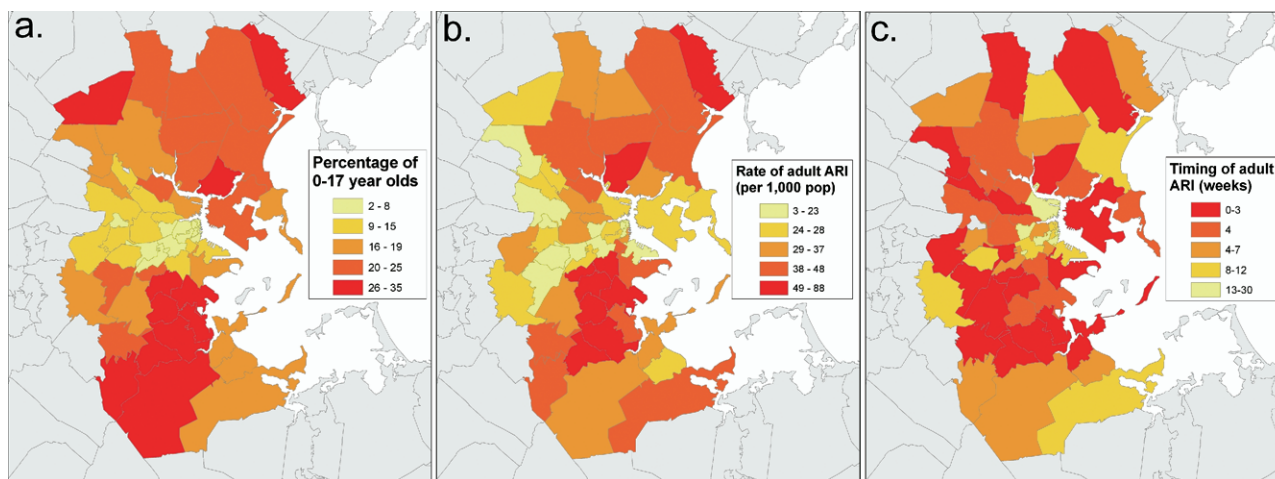 a.
Percentage of
0-17 year olds
2 - 8
9 - 15
16 - 19
20 - 25
26 - 35
b.
Rate of adult ARI
(per 1,000 pop)
3 - 23
24 - 28
29 - 37
38 - 48
49 - 88
c.
Timing of adult
ARI (weeks)
0-3
4
4-7
8-12
13-30